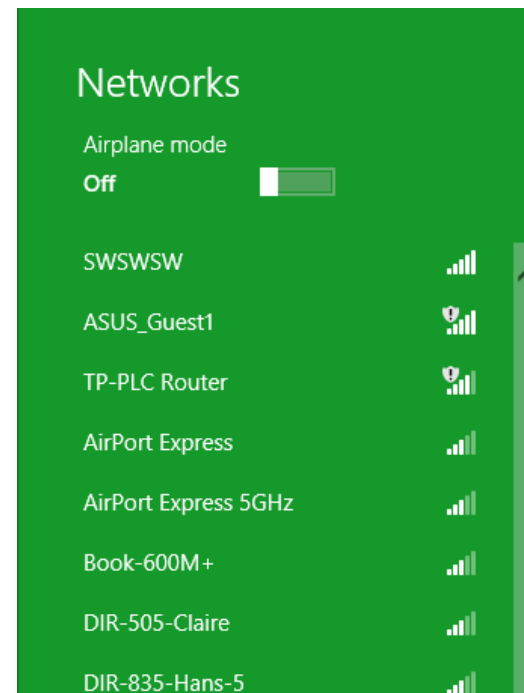 Networks
Airplane mode
Off
SWSWSW
ASUS_Guest1
TP-PLC Router
AirPort Express
AirPort Express 5GHz
Book-600M+
DIR-505-Claire
DIR-835-Hans-5